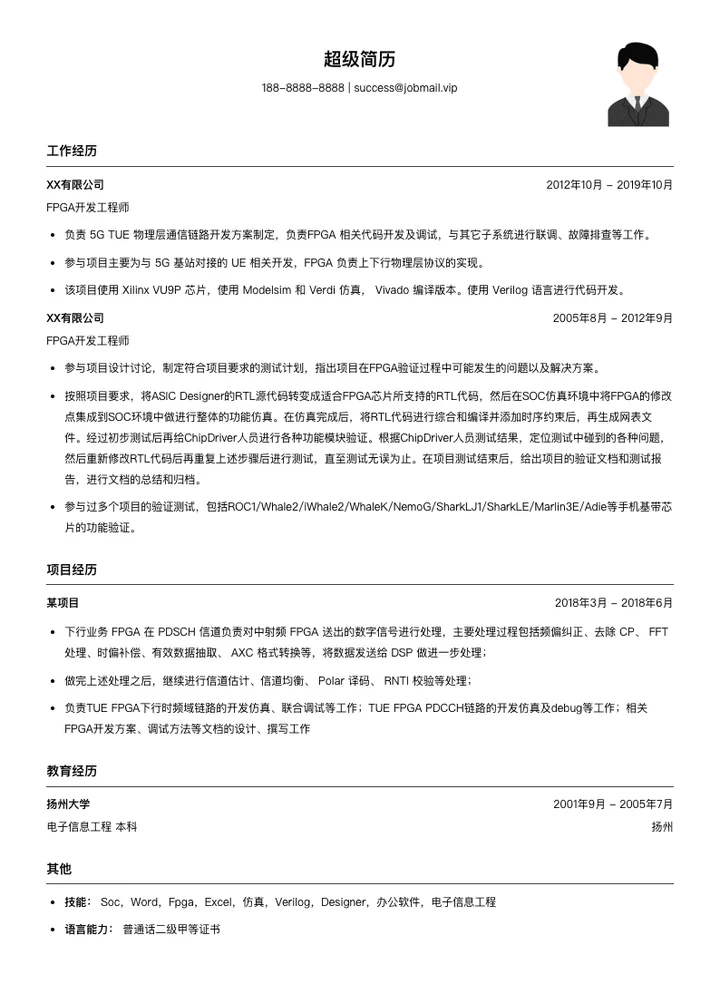 超级简历
188-8888-8888 | success@jobmail.vip
工作经历
XX有限公司 2012年10月 – 2019年10月
FPGA开发工程师
• 负责 5G TUE 物理层通信链路开发方案制定，负责FPGA 相关代码开发及调试，与其它子系统进行联调、故障排查等工作。
• 参与项目主要为与 5G 基站对接的 UE 相关开发，FPGA 负责上下行物理层协议的实现。
• 该项目使用 Xilinx VU9P 芯片，使用 Modelsim 和 Verdi 仿真， Vivado 编译版本。使用 Verilog 语言进行代码开发。
XX有限公司 2005年8月 – 2012年9月
FPGA开发工程师
• 参与项目设计讨论，制定符合项目要求的测试计划，指出项目在FPGA验证过程中可能发生的问题以及解决方案。
• 按照项目要求，将ASIC Designer的RTL源代码转变成适合FPGA芯片所支持的RTL代码，然后在SOC仿真环境中将FPGA的修改
点集成到SOC环境中做进行整体的功能仿真。在仿真完成后，将RTL代码进行综合和编译并添加时序约束后，再生成网表文
件。经过初步测试后再给ChipDriver人员进行各种功能模块验证。根据ChipDriver人员测试结果，定位测试中碰到的各种问题，
然后重新修改RTL代码后再重复上述步骤后进行测试，直至测试无误为止。在项目测试结束后，给出项目的验证文档和测试报
告，进行文档的总结和归档。
• 参与过多个项目的验证测试，包括ROC1/Whale2/iWhale2/WhaleK/NemoG/SharkLJ1/SharkLE/Marlin3E/Adie等手机基带芯
片的功能验证。
项目经历
某项目 2018年3月 – 2018年6月
• 下行业务 FPGA 在 PDSCH 信道负责对中射频 FPGA 送出的数字信号进行处理，主要处理过程包括频偏纠正、去除 CP、 FFT
处理、时偏补偿、有效数据抽取、 AXC 格式转换等，将数据发送给 DSP 做进一步处理；
• 做完上述处理之后，继续进行信道估计、信道均衡、 Polar 译码、 RNTI 校验等处理；
• 负责TUE FPGA下行时频域链路的开发仿真、联合调试等工作；TUE FPGA PDCCH链路的开发仿真及debug等工作；相关
FPGA开发方案、调试方法等文档的设计、撰写工作
教育经历
扬州大学 2001年9月 – 2005年7月
电子信息工程 本科 扬州
其他
• 技能： Soc，Word，Fpga，Excel，仿真，Verilog，Designer，办公软件，电子信息工程
• 语言能力： 普通话二级甲等证书